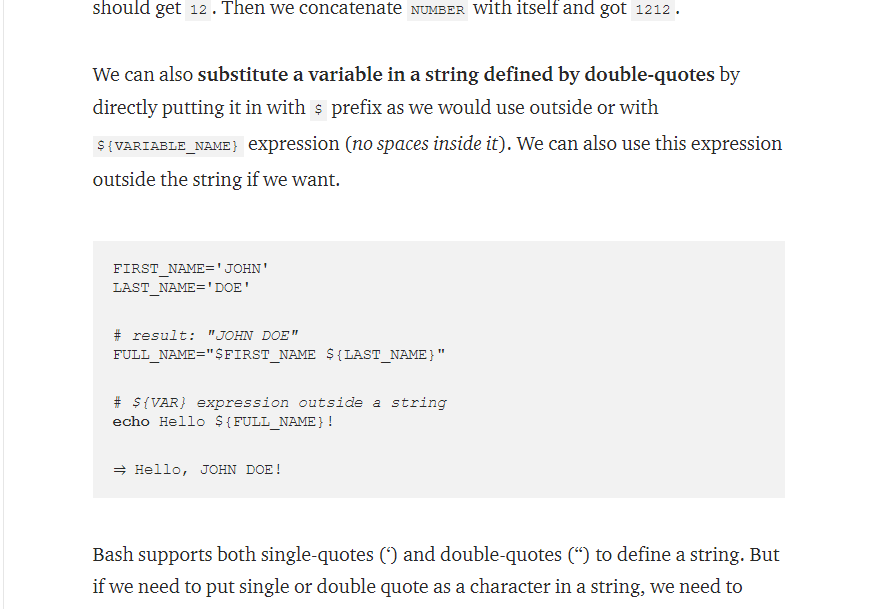 should get 12. Then we concatenate NUMBER with itself and got 1212.
We can also substitute a variable in a string defined by double-quotes by
directly putting it in with $ prefix as we would use outside or with
${VARIABLE_NAME} expression (no spaces inside it). We can also use this expression
outside the string if we want.
FIRST_NAME='JOHN'
LAST_NAME='DOE'
# result: "JOHN DOE"
FULL_NAME="$FIRST_NAME ${LAST_NAME}"
# ${VAR} expression outside a string
echo Hello ${FULL_NAME}!
⇒ Hello, JOHN DOE!
Bash supports both single-quotes (‘) and double-quotes (“) to define a string. But
if we need to put single or double quote as a character in a string, we need to